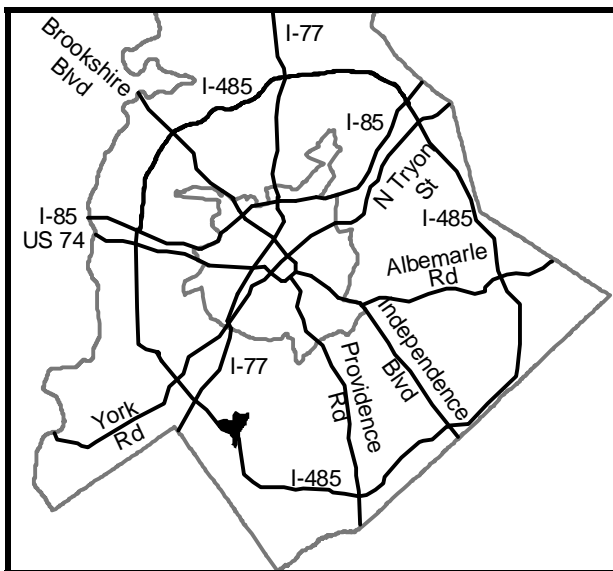 I-77
Brookshire
Blvd
I-485
I-85
N Tryon
St
I-85
US 74
I-485
Albemarle
Rd
Independence
Blvd
Providence
Rd
I-77
York
Rd
I-485